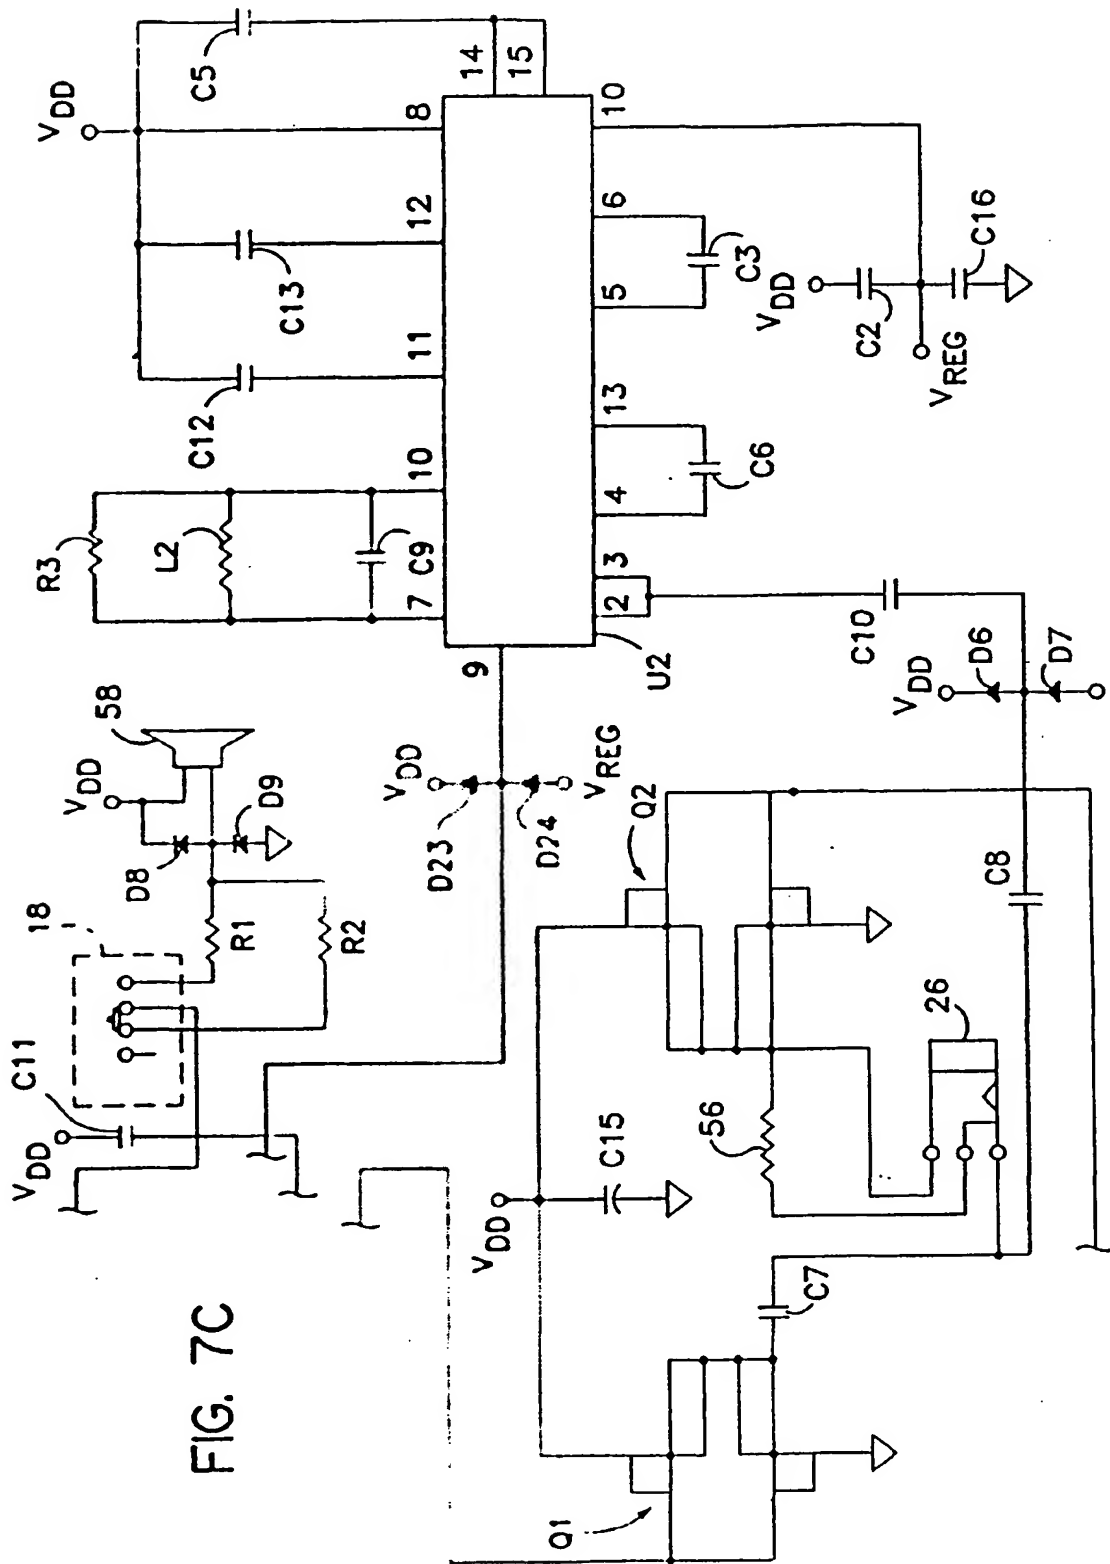 FIG. 7C
VDD
C11
18
R1
R2
D8
D9
VDD
58
R3
L2
C9
7
10
C12
11
C13
12
VDD
8
C5
14
15
9
U2
2
3
4
13
5
6
10
C6
C3
VDD
C2
C16
VREG
VDD
D23
D24
VREG
C10
VDD
D6
D7
Q2
VDD
C15
56
26
C8
C7
Q1